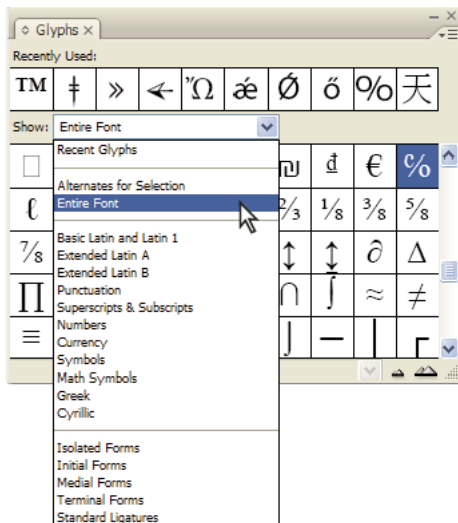 Glyphs ×
Recently Used:
™ ǂ » Ὤ ǽ Ø ő % 天
Show: Entire Font
Recent Glyphs
Alternates for Selection
Entire Font
Basic Latin and Latin 1
Extended Latin A
Extended Latin B
Punctuation
Superscripts & Subscripts
Numbers
Currency
Symbols
Math Symbols
Greek
Cyrillic
Isolated Forms
Initial Forms
Medial Forms
Terminal Forms
Standard Ligatures
₪ ₫ € ℅
ℓ ⅔ ⅛ ⅜ ⅝
⅞ ↕ ↨ ∂ ∆
∏ ∩ ∫ ≈ ≠
≡ ⌡ ─ │ ┌